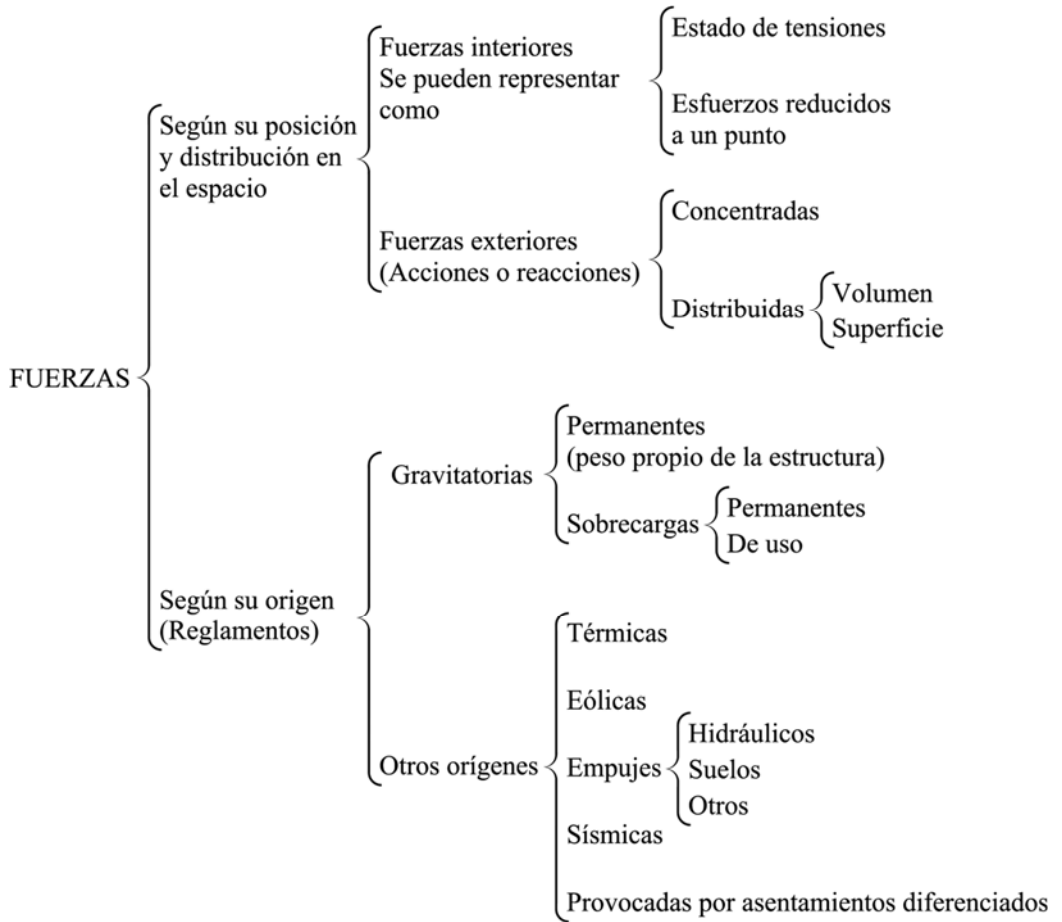 FUERZAS
Según su posición
y distribución en
el espacio
Fuerzas interiores
Se pueden representar
como
Estado de tensiones
Esfuerzos reducidos
a un punto
Fuerzas exteriores
(Acciones o reacciones)
Concentradas
Distribuidas
Volumen
Superficie
Según su origen
(Reglamentos)
Gravitatorias
Permanentes
(peso propio de la estructura)
Sobrecargas
Permanentes
De uso
Otros orígenes
Térmicas
Eólicas
Empujes
Hidráulicos
Suelos
Otros
Sísmicas
Provocadas por asentamientos diferenciados